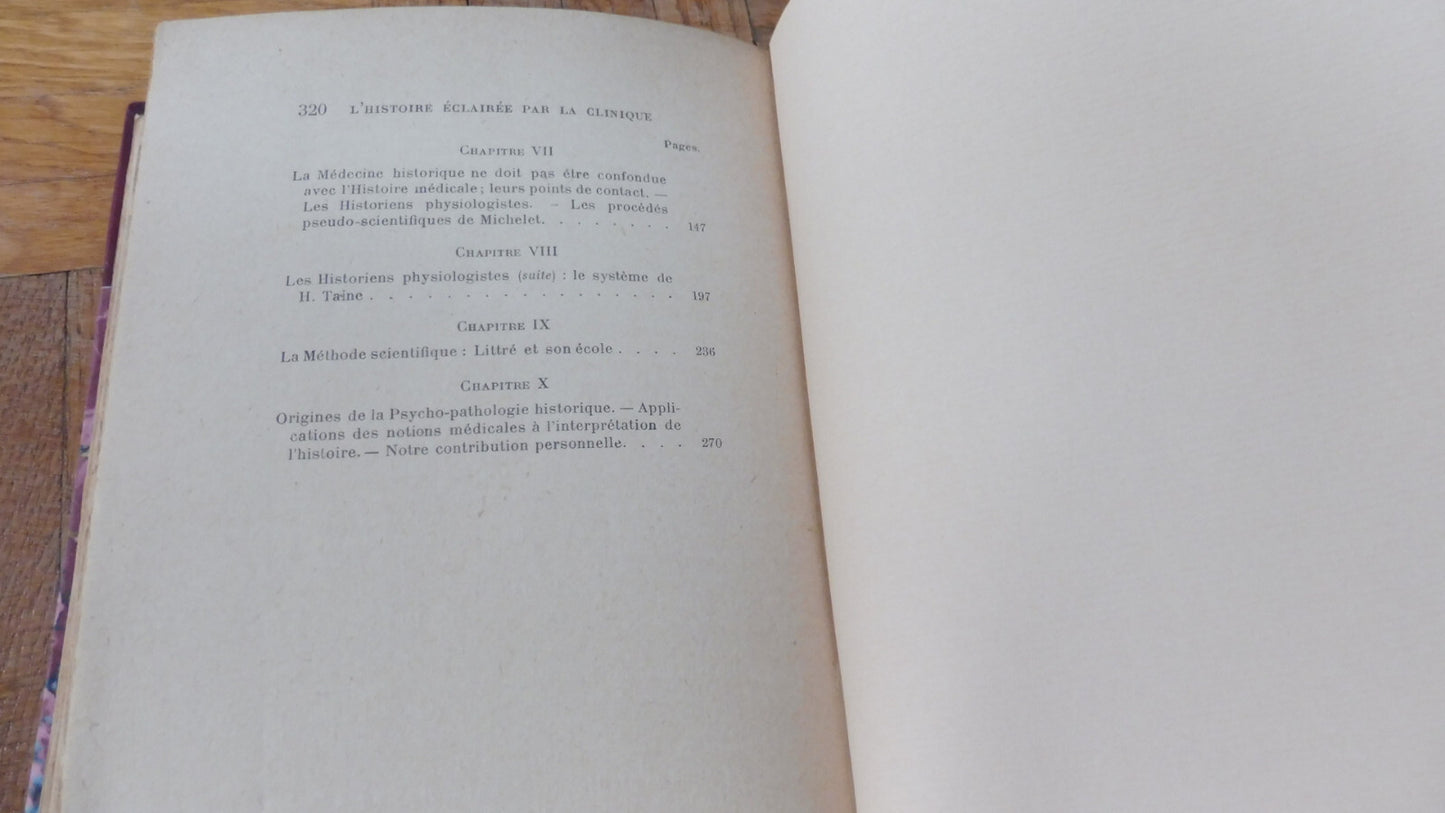 320 L'HISTOIRE ÉCLAIRÉE PAR LA CLINIQUE
Pages.
CHAPITRE VII
La Médecine historique ne doit pas être confondue
avec l'Histoire médicale; leurs points de contact. —
Les Historiens physiologistes. – Les procédés
pseudo-scientifiques de Michelet. . . . . . . . 147
CHAPITRE VIII
Les Historiens physiologistes (suite) : le système de
H. Taine . . . . . . . . . . . . . . . . . 197
CHAPITRE IX
La Méthode scientifique : Littré et son école . . . . 236
CHAPITRE X
Origines de la Psycho-pathologie historique. — Appli-
cations des notions médicales à l'interprétation de
l'histoire. — Notre contribution personnelle. . . . 270